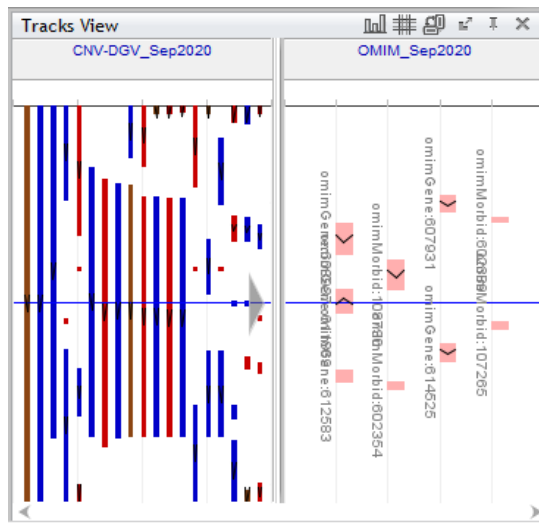 Tracks View
CNV-DGV_Sep2020
OMIM_Sep2020
omimGene:607931
omimGene:612583
omimMorbid:602354
omimGene:614525
omimMorbid:107265